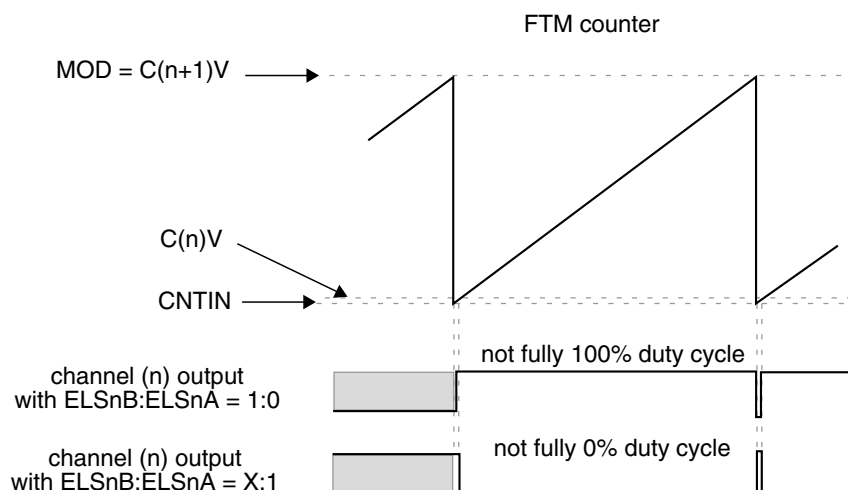 FTM counter
MOD = C(n+1)V
C(n)V
CNTIN
not fully 100% duty cycle
channel (n) output
with ELSnB:ELSnA = 1:0
not fully 0% duty cycle
channel (n) output
with ELSnB:ELSnA = X:1